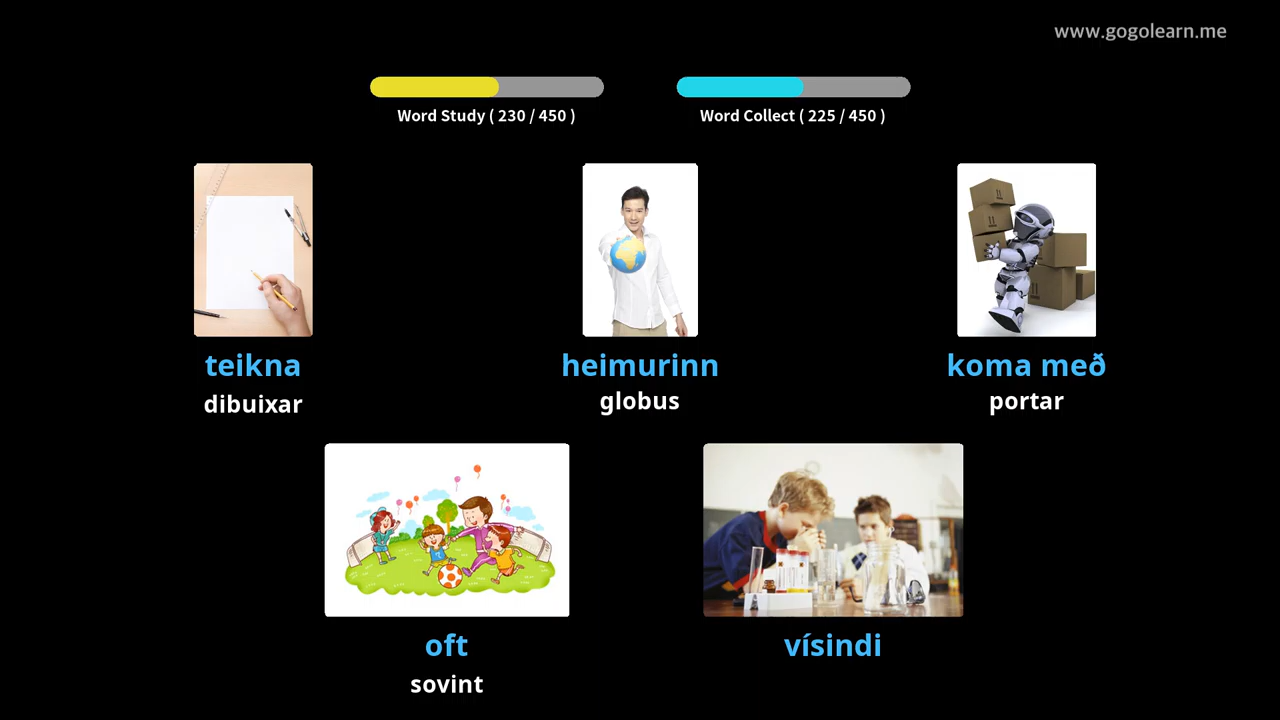 www.gogolearn.me
Word Study ( 230 / 450 )
Word Collect ( 225 / 450 )
teikna
dibuixar
heimurinn
globus
koma með
portar
oft
sovint
vísindi